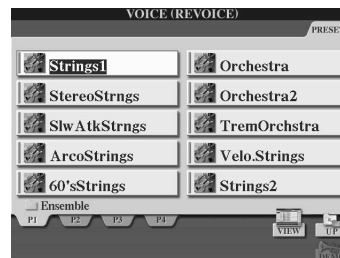 VOICE (REVOICE)
PRESE
Strings1
Orchestra
StereoStrngs
Orchestra2
SlwAtkStrngs
TremOrchstra
ArcoStrings
Velo.Strings
60'sStrings
Strings2
Ensemble
P1 P2 P3 P4
VIEW UP